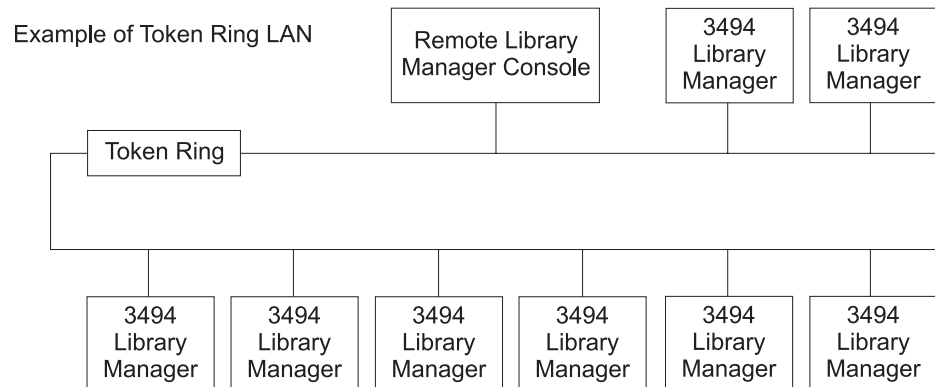 Example of Token Ring LAN
Remote Library
Manager Console
3494
Library
Manager
3494
Library
Manager
Token Ring
3494
Library
Manager
3494
Library
Manager
3494
Library
Manager
3494
Library
Manager
3494
Library
Manager
3494
Library
Manager